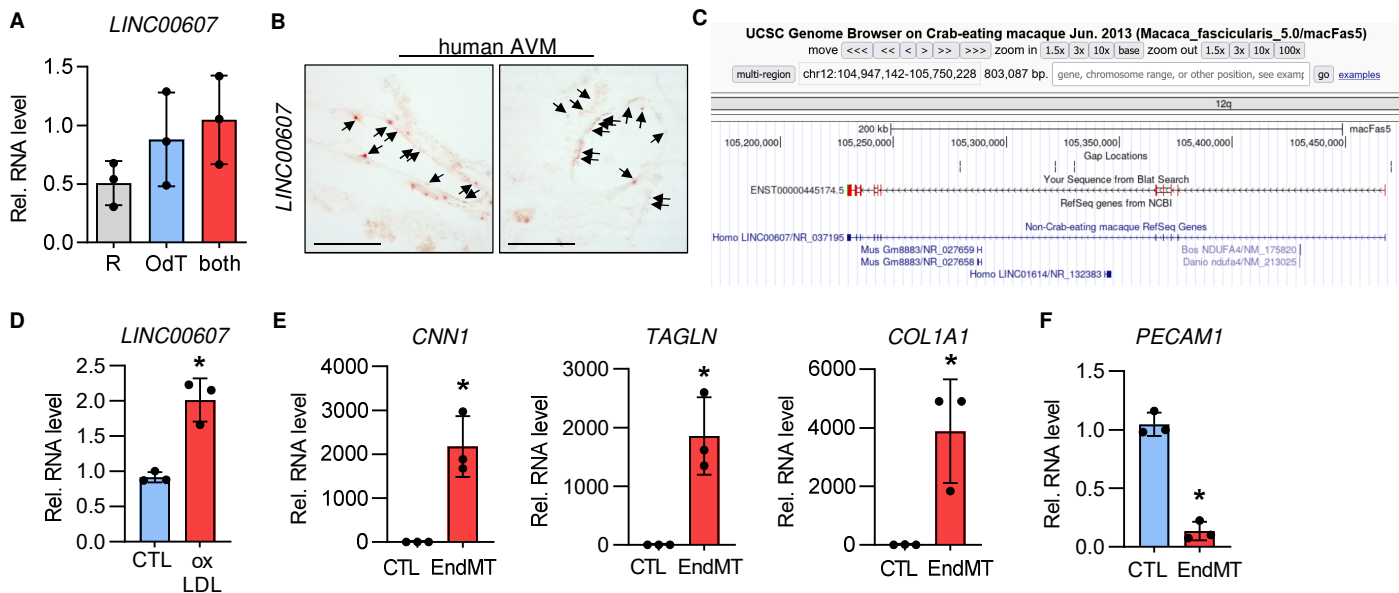 A
LINC00607
Rel. RNA level
1.5
1.0
0.5
0.0
R
OdT
both
B
human AVM
LINC00607
C
UCSC Genome Browser on Crab-eating macaque Jun. 2013 (Macaca_fascicularis_5.0/macFas5)
move <<< << < > >> >>> zoom in 1.5x 3x 10x base zoom out 1.5x 3x 10x 100x
multi-region chr12:104,947,142-105,750,228 803,087 bp. gene, chromosome range, or other position, see examp go examples
12q
200 kb macFas5
105,200,000 105,250,000 105,300,000 105,350,000 105,400,000 105,450,000
Gap Locations
Your Sequence from Blat Search
ENST00000445174.5
RefSeq genes from NCBI
Non-Crab-eating macaque RefSeq Genes
Homo LINC00607/NR_037195
Mus Gm8883/NR_027659 Bos NDUFA4/NM_175820
Mus Gm8883/NR_027658 Danio ndufa4/NM_213025
Homo LINC01614/NR_132383
D
LINC00607
Rel. RNA level
2.5
2.0
1.5
1.0
0.5
0.0
*
CTL
ox
LDL
E
CNN1
Rel. RNA level
4000
3000
2000
1000
0
*
CTL EndMT
TAGLN
Rel. RNA level
3000
2000
1000
0
*
CTL EndMT
COL1A1
Rel. RNA level
6000
4000
2000
0
*
CTL EndMT
F
PECAM1
Rel. RNA level
1.5
1.0
0.5
0.0
*
CTL EndMT